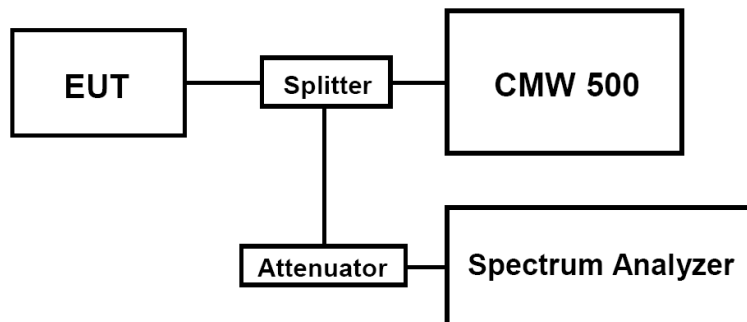 EUT
Splitter
CMW 500
Attenuator
Spectrum Analyzer